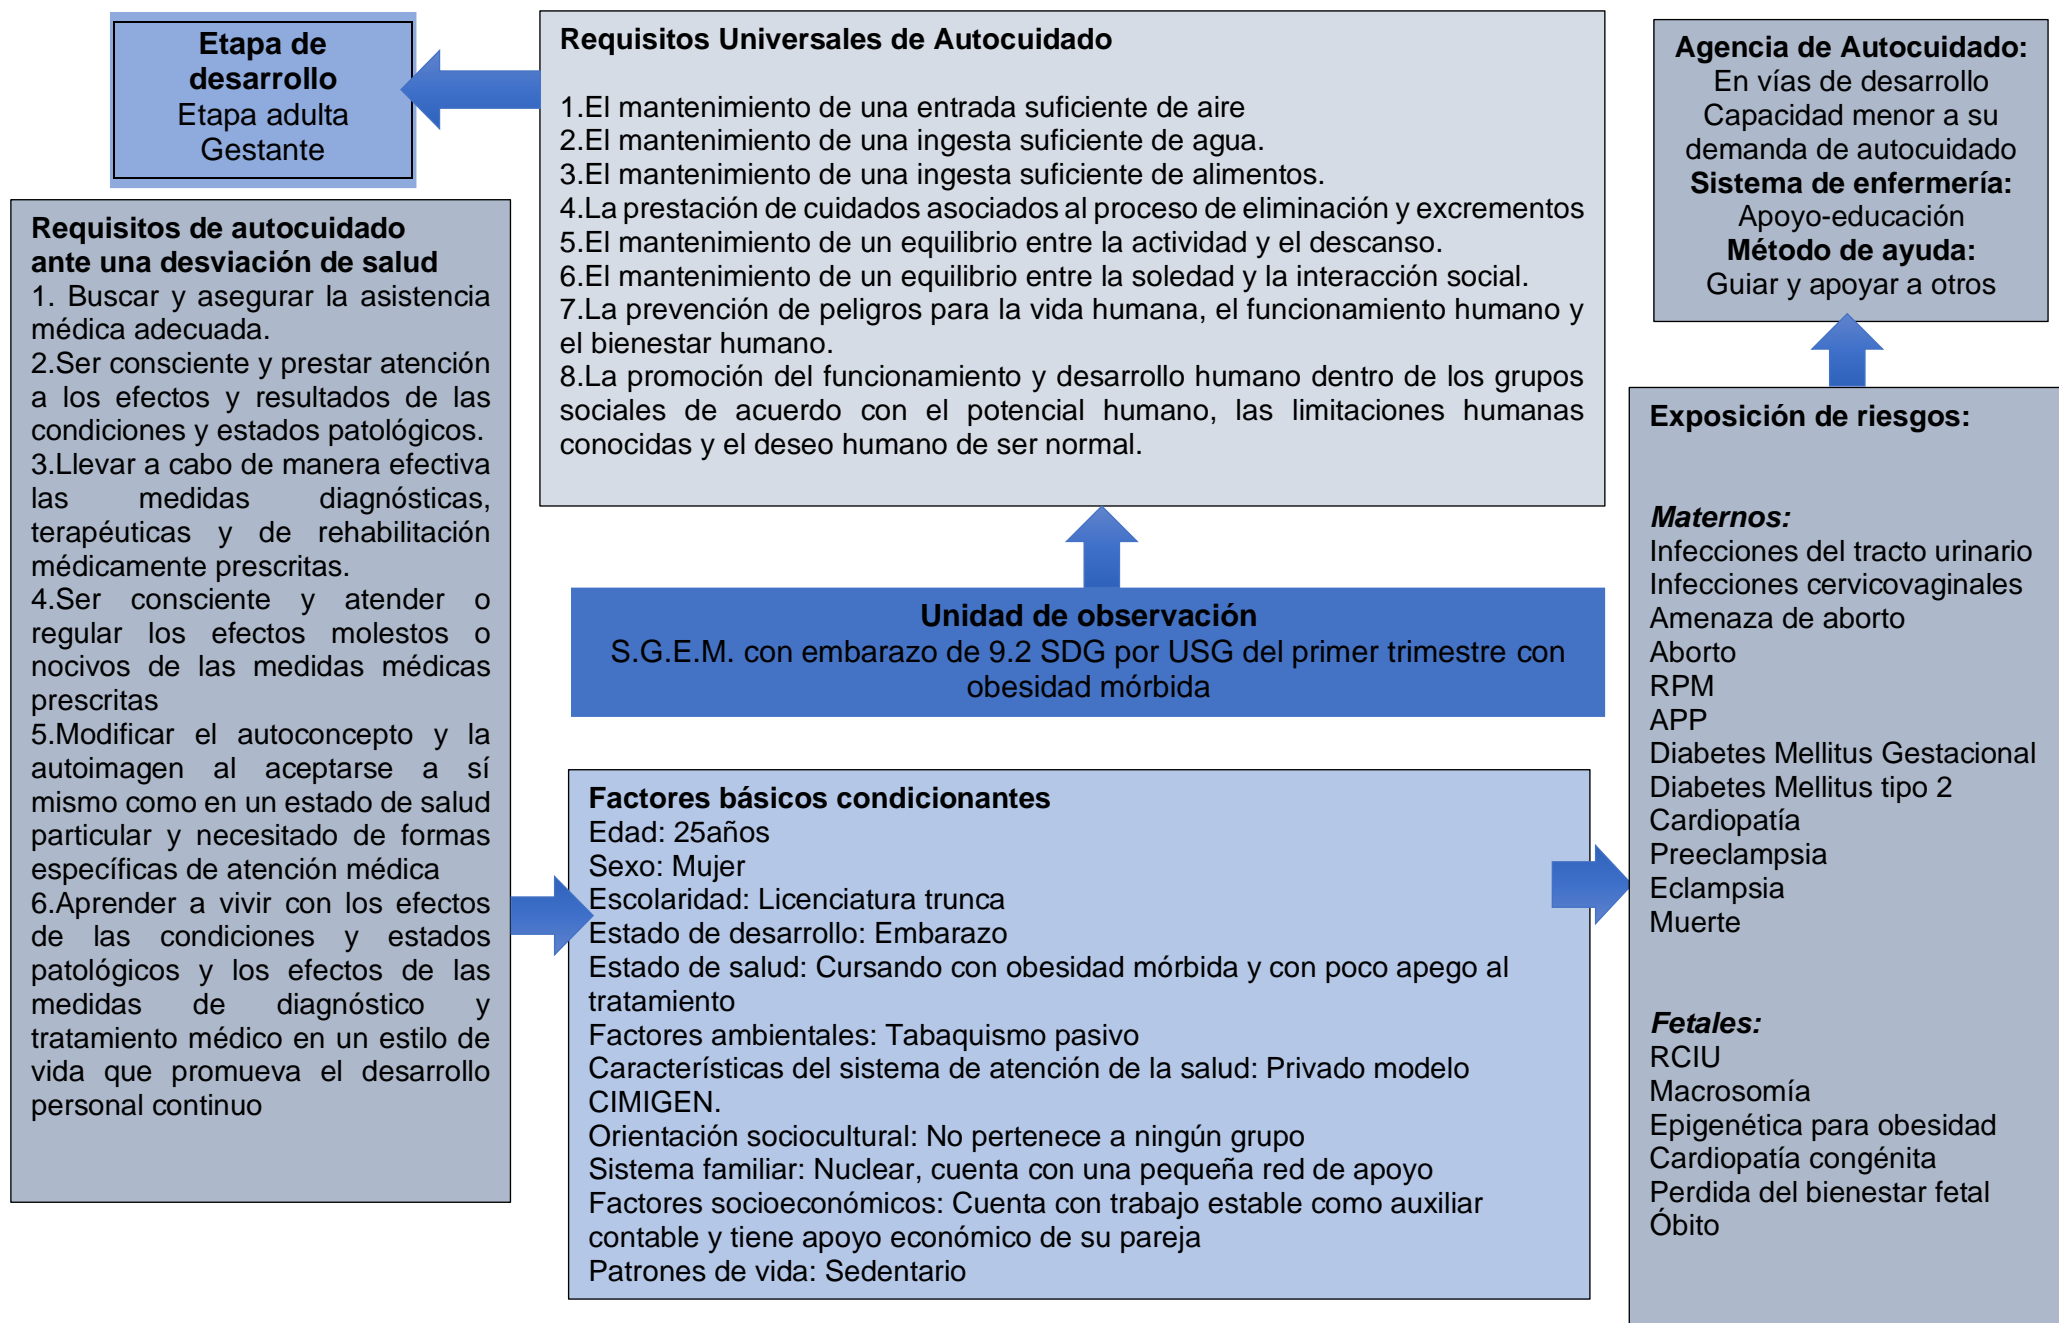 Etapa de
desarrollo
Etapa adulta
Gestante
Requisitos de autocuidado
ante una desviación de salud
1. Buscar y asegurar la asistencia
médica adecuada.
2.Ser consciente y prestar atención
a los efectos y resultados de las
condiciones y estados patológicos.
3.Llevar a cabo de manera efectiva
las medidas diagnósticas,
terapéuticas y de rehabilitación
médicamente prescritas.
4.Ser consciente y atender o
regular los efectos molestos o
nocivos de las medidas médicas
prescritas
5.Modificar el autoconcepto y la
autoimagen al aceptarse a sí
mismo como en un estado de salud
particular y necesitado de formas
específicas de atención médica
6.Aprender a vivir con los efectos
de las condiciones y estados
patológicos y los efectos de las
medidas de diagnóstico y
tratamiento médico en un estilo de
vida que promueva el desarrollo
personal continuo
Requisitos Universales de Autocuidado
1.El mantenimiento de una entrada suficiente de aire
2.El mantenimiento de una ingesta suficiente de agua.
3.El mantenimiento de una ingesta suficiente de alimentos.
4.La prestación de cuidados asociados al proceso de eliminación y excrementos
5.El mantenimiento de un equilibrio entre la actividad y el descanso.
6.El mantenimiento de un equilibrio entre la soledad y la interacción social.
7.La prevención de peligros para la vida humana, el funcionamiento humano y
el bienestar humano.
8.La promoción del funcionamiento y desarrollo humano dentro de los grupos
sociales de acuerdo con el potencial humano, las limitaciones humanas
conocidas y el deseo humano de ser normal.
Unidad de observación
S.G.E.M. con embarazo de 9.2 SDG por USG del primer trimestre con
obesidad mórbida
Factores básicos condicionantes
Edad: 25años
Sexo: Mujer
Escolaridad: Licenciatura trunca
Estado de desarrollo: Embarazo
Estado de salud: Cursando con obesidad mórbida y con poco apego al
tratamiento
Factores ambientales: Tabaquismo pasivo
Características del sistema de atención de la salud: Privado modelo
CIMIGEN.
Orientación sociocultural: No pertenece a ningún grupo
Sistema familiar: Nuclear, cuenta con una pequeña red de apoyo
Factores socioeconómicos: Cuenta con trabajo estable como auxiliar
contable y tiene apoyo económico de su pareja
Patrones de vida: Sedentario
Agencia de Autocuidado:
En vías de desarrollo
Capacidad menor a su
demanda de autocuidado
Sistema de enfermería:
Apoyo-educación
Método de ayuda:
Guiar y apoyar a otros
Exposición de riesgos:
Maternos:
Infecciones del tracto urinario
Infecciones cervicovaginales
Amenaza de aborto
Aborto
RPM
APP
Diabetes Mellitus Gestacional
Diabetes Mellitus tipo 2
Cardiopatía
Preeclampsia
Eclampsia
Muerte
Fetales:
RCIU
Macrosomía
Epigenética para obesidad
Cardiopatía congénita
Perdida del bienestar fetal
Óbito